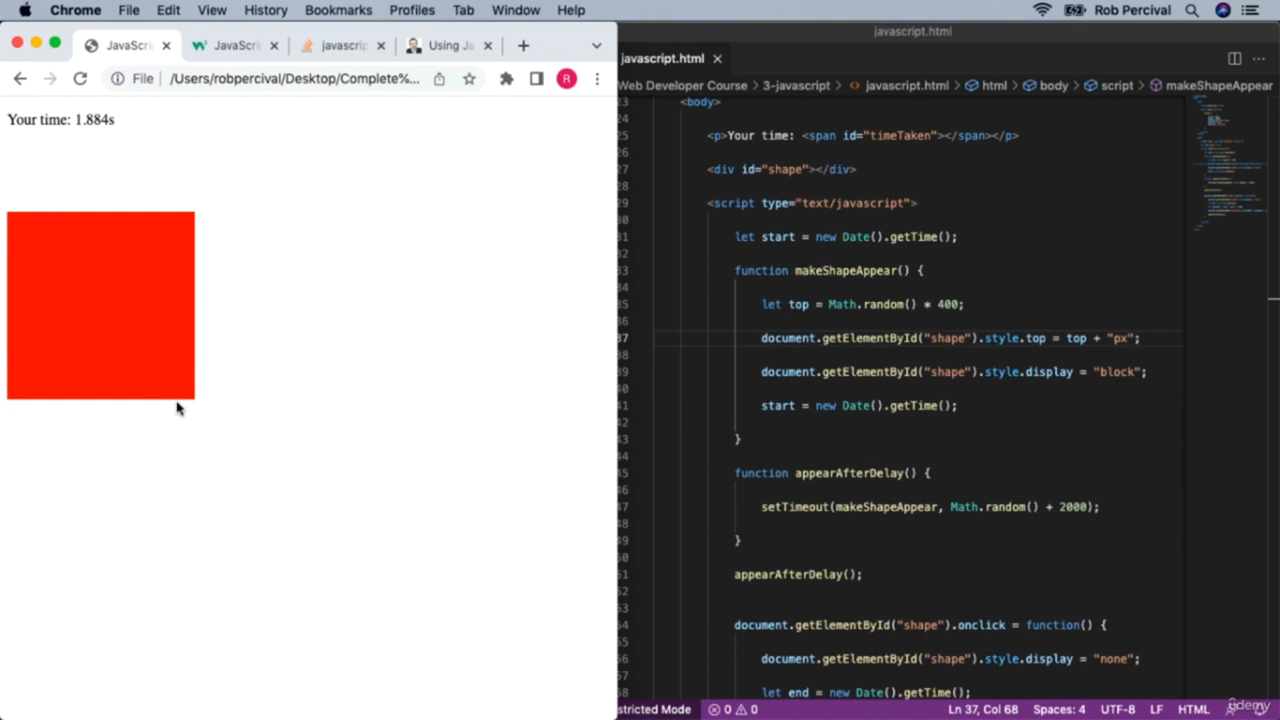 Chrome File Edit View History Bookmarks Profiles Tab Window Help Rob Percival
JavaScri JavaScri javascrip Using Ja
File /Users/robpercival/Desktop/Complete%...
Your time: 1.884s
javascript.html
javascript.html
Web Developer Course > 3-javascript > javascript.html > html > body > script > makeShapeAppear
23 <body>
24
25 <p>Your time: <span id="timeTaken"></span></p>
26
27 <div id="shape"></div>
28
29 <script type="text/javascript">
30
31 let start = new Date().getTime();
32
33 function makeShapeAppear() {
34
35 let top = Math.random() * 400;
36
37 document.getElementById("shape").style.top = top + "px";
38
39 document.getElementById("shape").style.display = "block";
40
41 start = new Date().getTime();
42
43 }
44
45 function appearAfterDelay() {
46
47 setTimeout(makeShapeAppear, Math.random() + 2000);
48
49 }
50
51 appearAfterDelay();
52
53
54 document.getElementById("shape").onclick = function() {
55
56 document.getElementById("shape").style.display = "none";
57
58 let end = new Date().getTime();
stricted Mode 0 0 Ln 37, Col 68 Spaces: 4 UTF-8 LF HTML
udemy